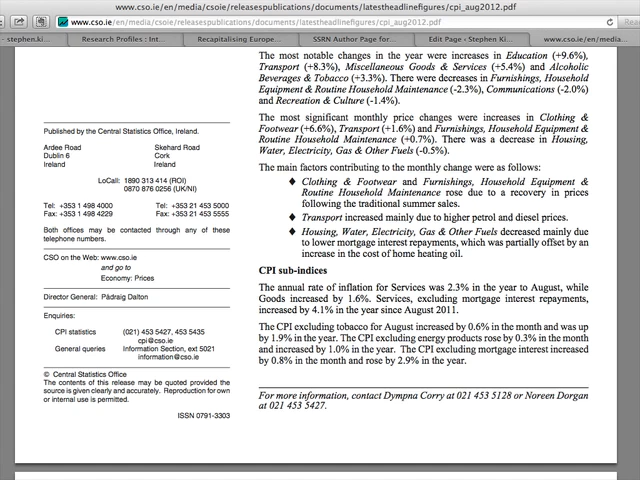 www.cso.ie/en/media/csoie/releasespublications/documents/latestheadlinefigures/cpi_aug2012.pdf
www.cso.ie/en/media/csoie/releasespublications/documents/latestheadlinefigures/cpi_aug2012.pdf
– stephen.ki...
Research Profiles : Int...
Recapitalising Europe...
SSRN Author Page for...
Edit Page ‹ Stephen Ki...
www.cso.ie/en/media...
The most notable changes in the year were increases in Education (+9.6%),
Transport (+8.3%), Miscellaneous Goods & Services (+5.4%) and Alcoholic
Beverages & Tobacco (+3.3%). There were decreases in Furnishings, Household
Equipment & Routine Household Maintenance (-2.3%), Communications (-2.0%)
and Recreation & Culture (-1.4%).
The most significant monthly price changes were increases in Clothing &
Footwear (+6.6%), Transport (+1.6%) and Furnishings, Household Equipment &
Routine Household Maintenance (+0.7%). There was a decrease in Housing,
Water, Electricity, Gas & Other Fuels (-0.5%).
The main factors contributing to the monthly change were as follows:
♦ Clothing & Footwear and Furnishings, Household Equipment &
Routine Household Maintenance rose due to a recovery in prices
following the traditional summer sales.
♦ Transport increased mainly due to higher petrol and diesel prices.
♦ Housing, Water, Electricity, Gas & Other Fuels decreased mainly due
to lower mortgage interest repayments, which was partially offset by an
increase in the cost of home heating oil.
CPI sub-indices
The annual rate of inflation for Services was 2.3% in the year to August, while
Goods increased by 1.6%. Services, excluding mortgage interest repayments,
increased by 4.1% in the year since August 2011.
The CPI excluding tobacco for August increased by 0.6% in the month and was up
by 1.9% in the year. The CPI excluding energy products rose by 0.3% in the month
and increased by 1.0% in the year. The CPI excluding mortgage interest increased
by 0.8% in the month and rose by 2.9% in the year.
For more information, contact Dympna Corry at 021 453 5128 or Noreen Dorgan
at 021 453 5427.
Published by the Central Statistics Office, Ireland.
Ardee Road Skehard Road
Dublin 6 Cork
Ireland Ireland
LoCall: 1890 313 414 (ROI)
0870 876 0256 (UK/NI)
Tel: +353 1 498 4000 Tel: +353 21 453 5000
Fax: +353 1 498 4229 Fax: +353 21 453 5555
Both offices may be contacted through any of these
telephone numbers.
CSO on the Web: www.cso.ie
and go to
Economy: Prices
Director General: Pádraig Dalton
Enquiries:
CPI statistics (021) 453 5427, 453 5435
cpi@cso.ie
General queries Information Section, ext 5021
information@cso.ie
© Central Statistics Office
The contents of this release may be quoted provided the
source is given clearly and accurately. Reproduction for own
or internal use is permitted.
ISSN 0791-3303